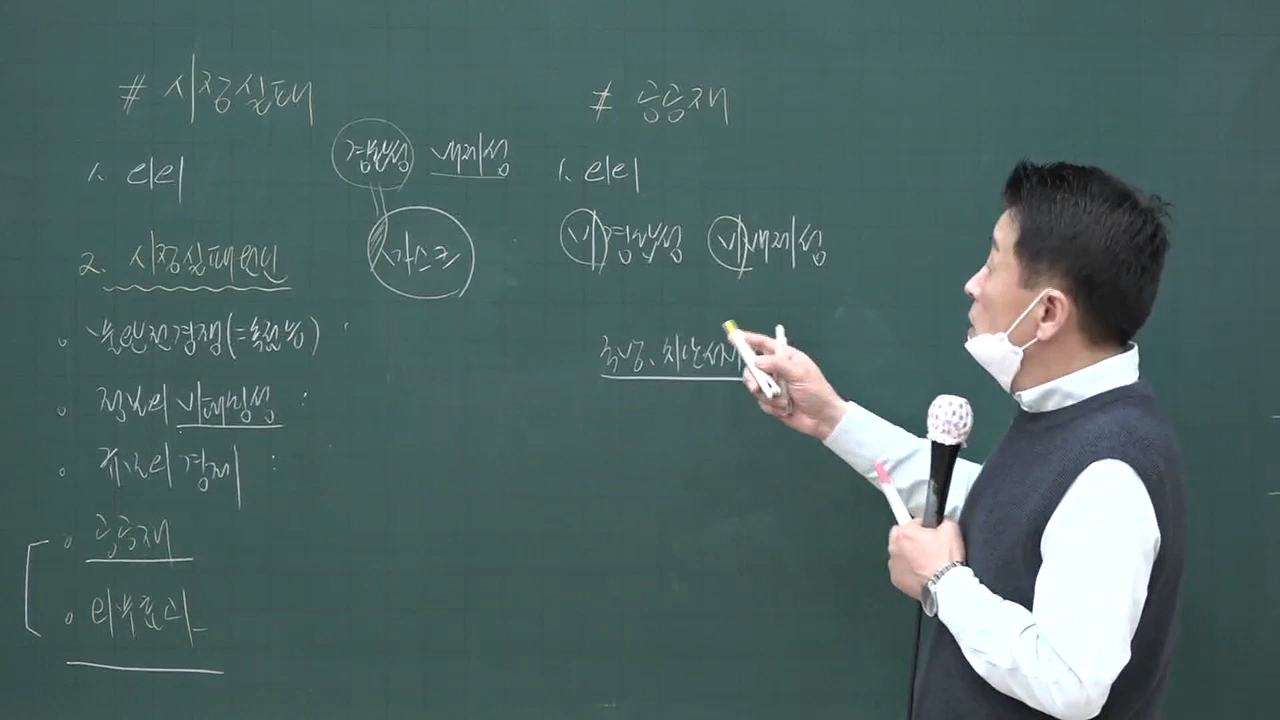 # 시장실패
1. 의의
경합성 배제성
사가스크
2. 시장실패원인
• 불완전경쟁(=독점 등)
• 정보의 비대칭성 :
• 규모의 경제 :
• 공공재
• 외부효과
# 공공재
1. 의의
비경합성 비배제성
국방, 치안서비